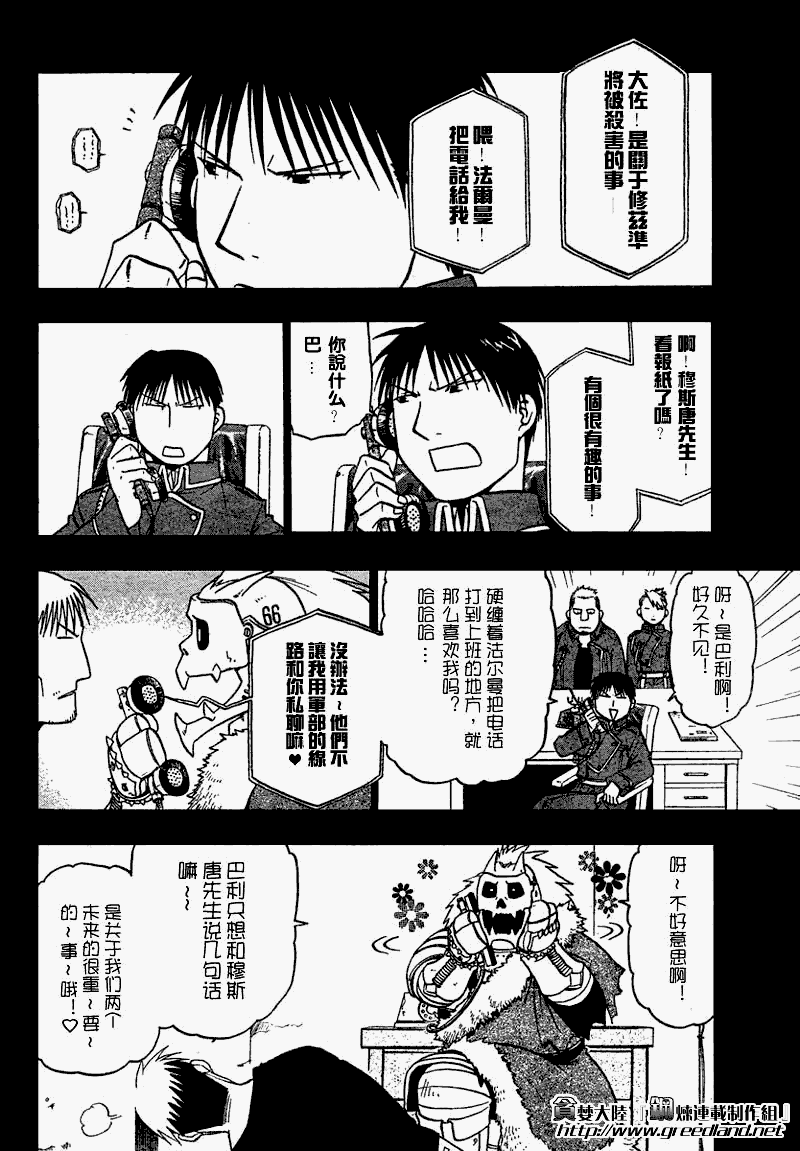 大佐！是關于修兹準
將被殺害的事──
喂！法爾曼！
把電話給我！
啊！穆斯唐先生！
看報紙了嗎？
有個很有趣的事！
你說什么？
巴…
呀～是巴利啊！
好久不见！
硬缠着法尔曼把电话
打到上班的地方，就
那么喜欢我吗？
哈哈哈…
66
沒辦法～他們不
讓我用軍部的線
路和你私聊嘛♥
呀～不好意思啊！
巴利只想和穆斯
唐先生说几句话
嘛～～
是关于我们两个
未来的很重～要～
的～事～哦！♡
貪婪大陸
煉連載制作組
http://www.greedland.net